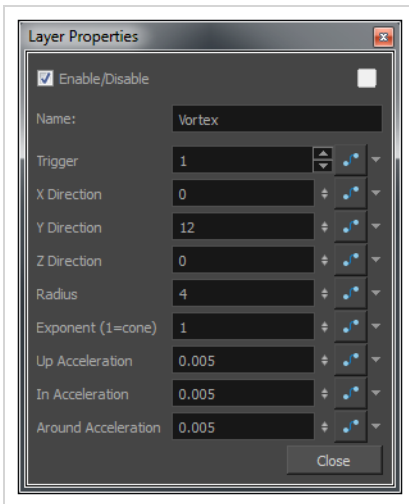 Layer Properties
Enable/Disable
Name: Vortex
Trigger 1
X Direction 0
Y Direction 12
Z Direction 0
Radius 4
Exponent (1=cone) 1
Up Acceleration 0.005
In Acceleration 0.005
Around Acceleration 0.005
Close